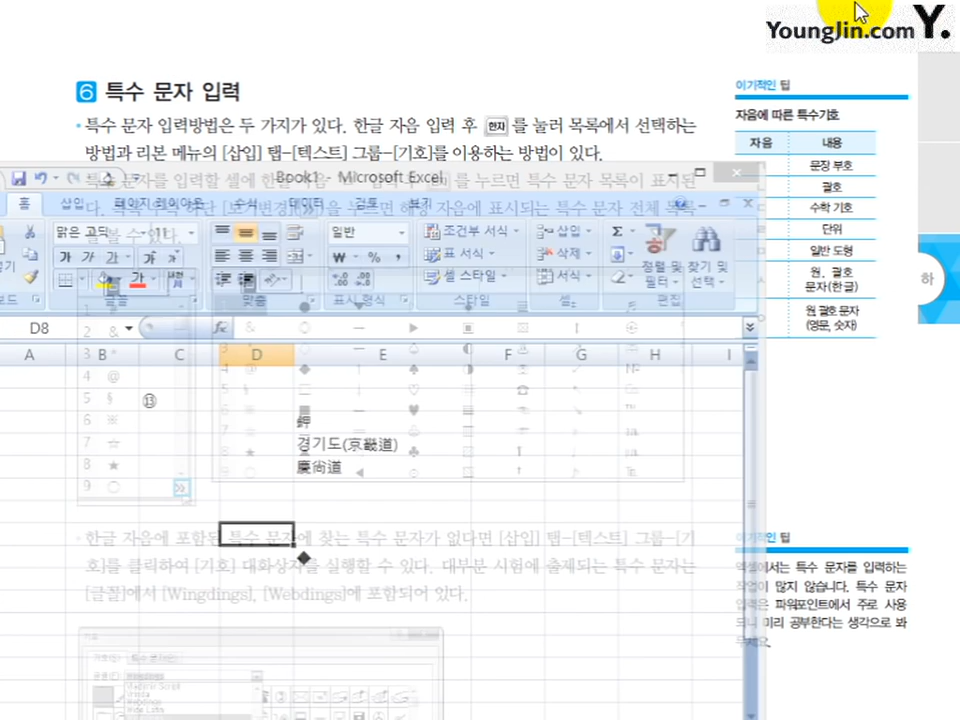 YoungJin.com Y.
6 특수 문자 입력
• 특수 문자 입력방법은 두 가지가 있다. 한글 자음 입력 후 한자 를 눌러 목록에서 선택하는
방법과 리본 메뉴의 [삽입] 탭-[텍스트] 그룹-[기호]를 이용하는 방법이 있다.
이기적인 팁
자음에 따른 특수기호
자음 내용
문장 부호
괄호
수학 기호
단위
일반 도형
원, 괄호
문자(한글)
원, 괄호 문자
(영문, 숫자)
하
Book1 - Microsoft Excel
홈 삽입 페이지 레이아웃 수식 데이터 검토 보기
맑은 고딕 11 일반 조건부 서식 삽입 Σ
가 가 가 표 서식 삭제 정렬 및 필터 찾기 및 선택
가 셀 스타일 서식
글꼴 맞춤 표시 형식 스타일 셀 편집
D8 fx
A B C D E F G H I
2 &
3 *
4 @
5 § ⑬
6 ※
7 ☆
8 ★
9 ○
鉀
경기도(京畿道)
慶尙道
◆
한글 자음에 포함된 특수 문자에 찾는 특수 문자가 없다면 [삽입] 탭-[텍스트] 그룹-[기
호]를 클릭하여 [기호] 대화상자를 실행할 수 있다. 대부분 시험에 출제되는 특수 문자는
[글꼴]에서 [Wingdings], [Webdings]에 포함되어 있다.
이기적인 팁
엑셀에서는 특수 문자를 입력하는
작업이 많지 않습니다. 특수 문자
입력은 파워포인트에서 주로 사용
되니 미리 공부한다는 생각으로 봐
두세요.